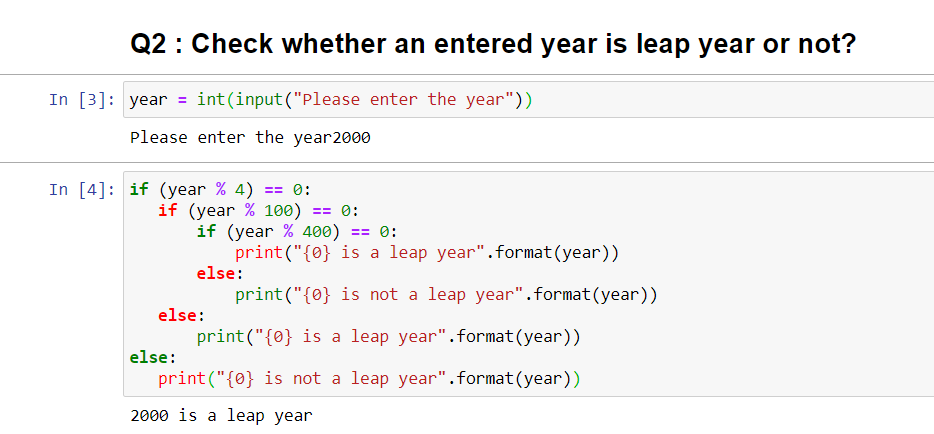 Q2 : Check whether an entered year is leap year or not?
In [3]: year = int(input("Please enter the year"))
Please enter the year2000
In [4]: if (year % 4) == 0:
   if (year % 100) == 0:
       if (year % 400) == 0:
           print("{0} is a leap year".format(year))
       else:
           print("{0} is not a leap year".format(year))
   else:
       print("{0} is a leap year".format(year))
else:
   print("{0} is not a leap year".format(year))
2000 is a leap year